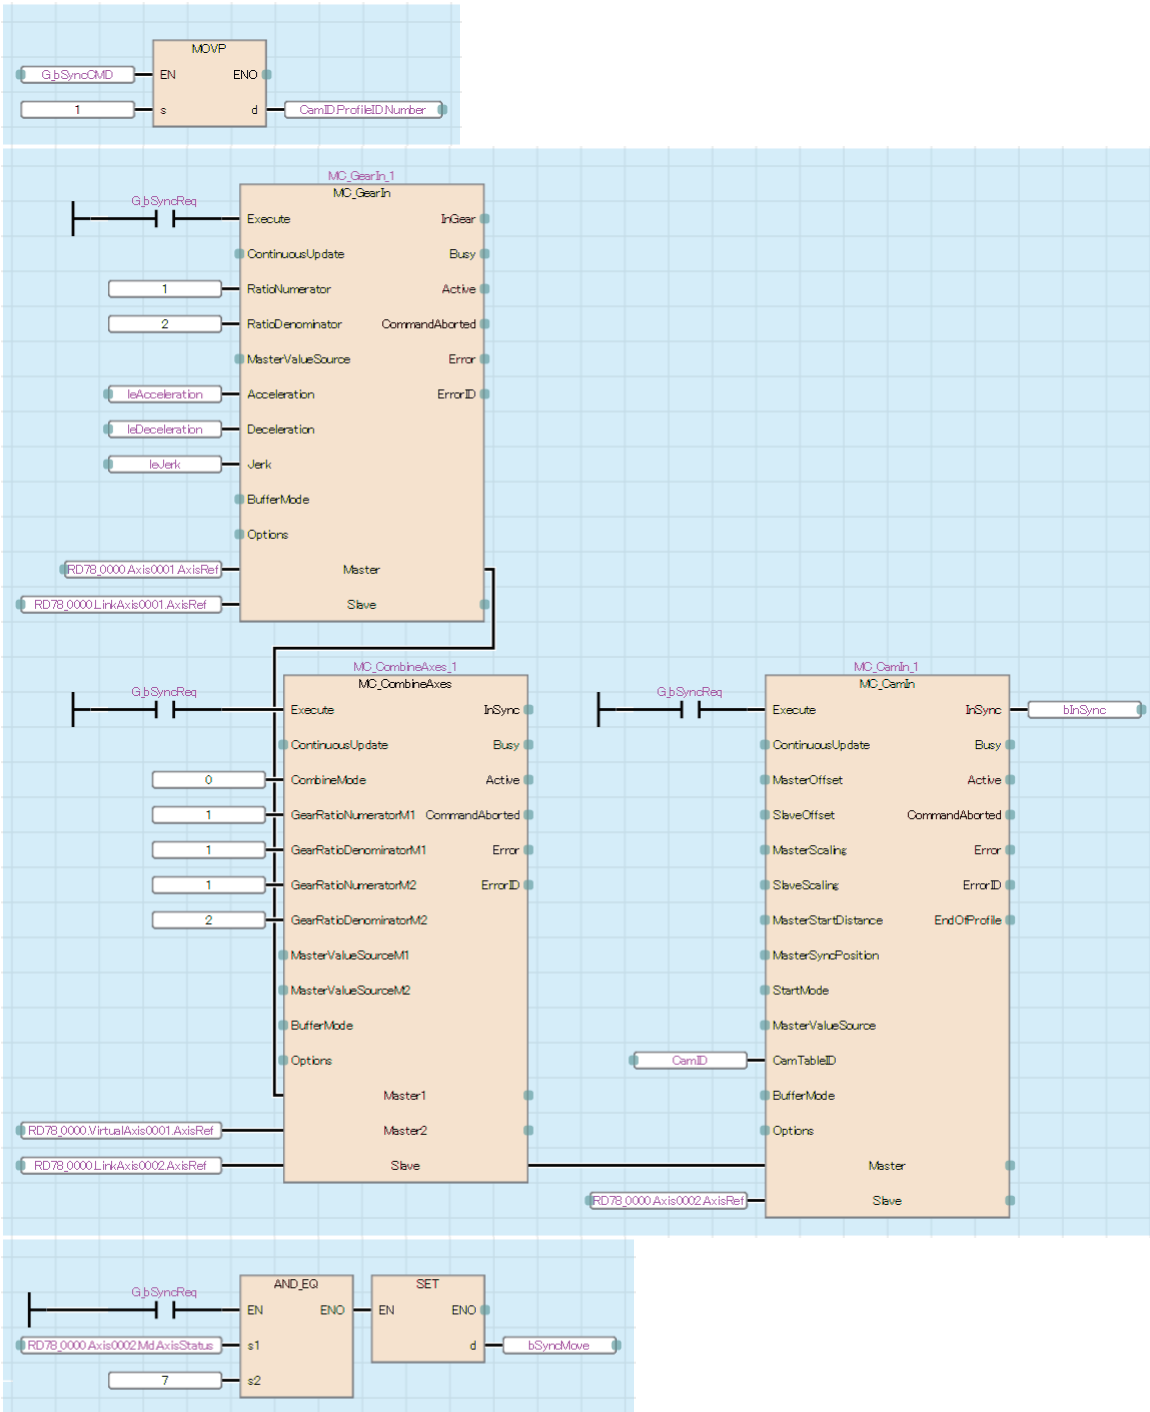 MOVP
G_bSyncCMD EN ENO
1 s d CamID.ProfileID.Number
MC_GearIn_1
MC_GearIn
G_bSyncReq
Execute InGear
ContinuousUpdate Busy
1 RatioNumerator Active
2 RatioDenominator CommandAborted
MasterValueSource Error
leAcceleration Acceleration ErrorID
leDeceleration Deceleration
leJerk Jerk
BufferMode
Options
RD78_0000.Axis0001.AxisRef Master
RD78_0000.LinkAxis0001.AxisRef Slave
MC_CombineAxes_1
MC_CombineAxes
G_bSyncReq
Execute InSync
ContinuousUpdate Busy
0 CombineMode Active
1 GearRatioNumeratorM1 CommandAborted
1 GearRatioDenominatorM1 Error
1 GearRatioNumeratorM2 ErrorID
2 GearRatioDenominatorM2
MasterValueSourceM1
MasterValueSourceM2
BufferMode
Options
Master1
RD78_0000.VirtualAxis0001.AxisRef Master2
RD78_0000.LinkAxis0002.AxisRef Slave
MC_CamIn_1
MC_CamIn
G_bSyncReq
Execute InSync bInSync
ContinuousUpdate Busy
MasterOffset Active
SlaveOffset CommandAborted
MasterScaling Error
SlaveScaling ErrorID
MasterStartDistance EndOfProfile
MasterSyncPosition
StartMode
MasterValueSource
CamID CamTableID
BufferMode
Options
Master
RD78_0000.Axis0002.AxisRef Slave
AND_EQ SET
G_bSyncReq
EN ENO EN ENO
RD78_0000.Axis0002.Md.AxisStatus s1 d bSyncMove
7 s2